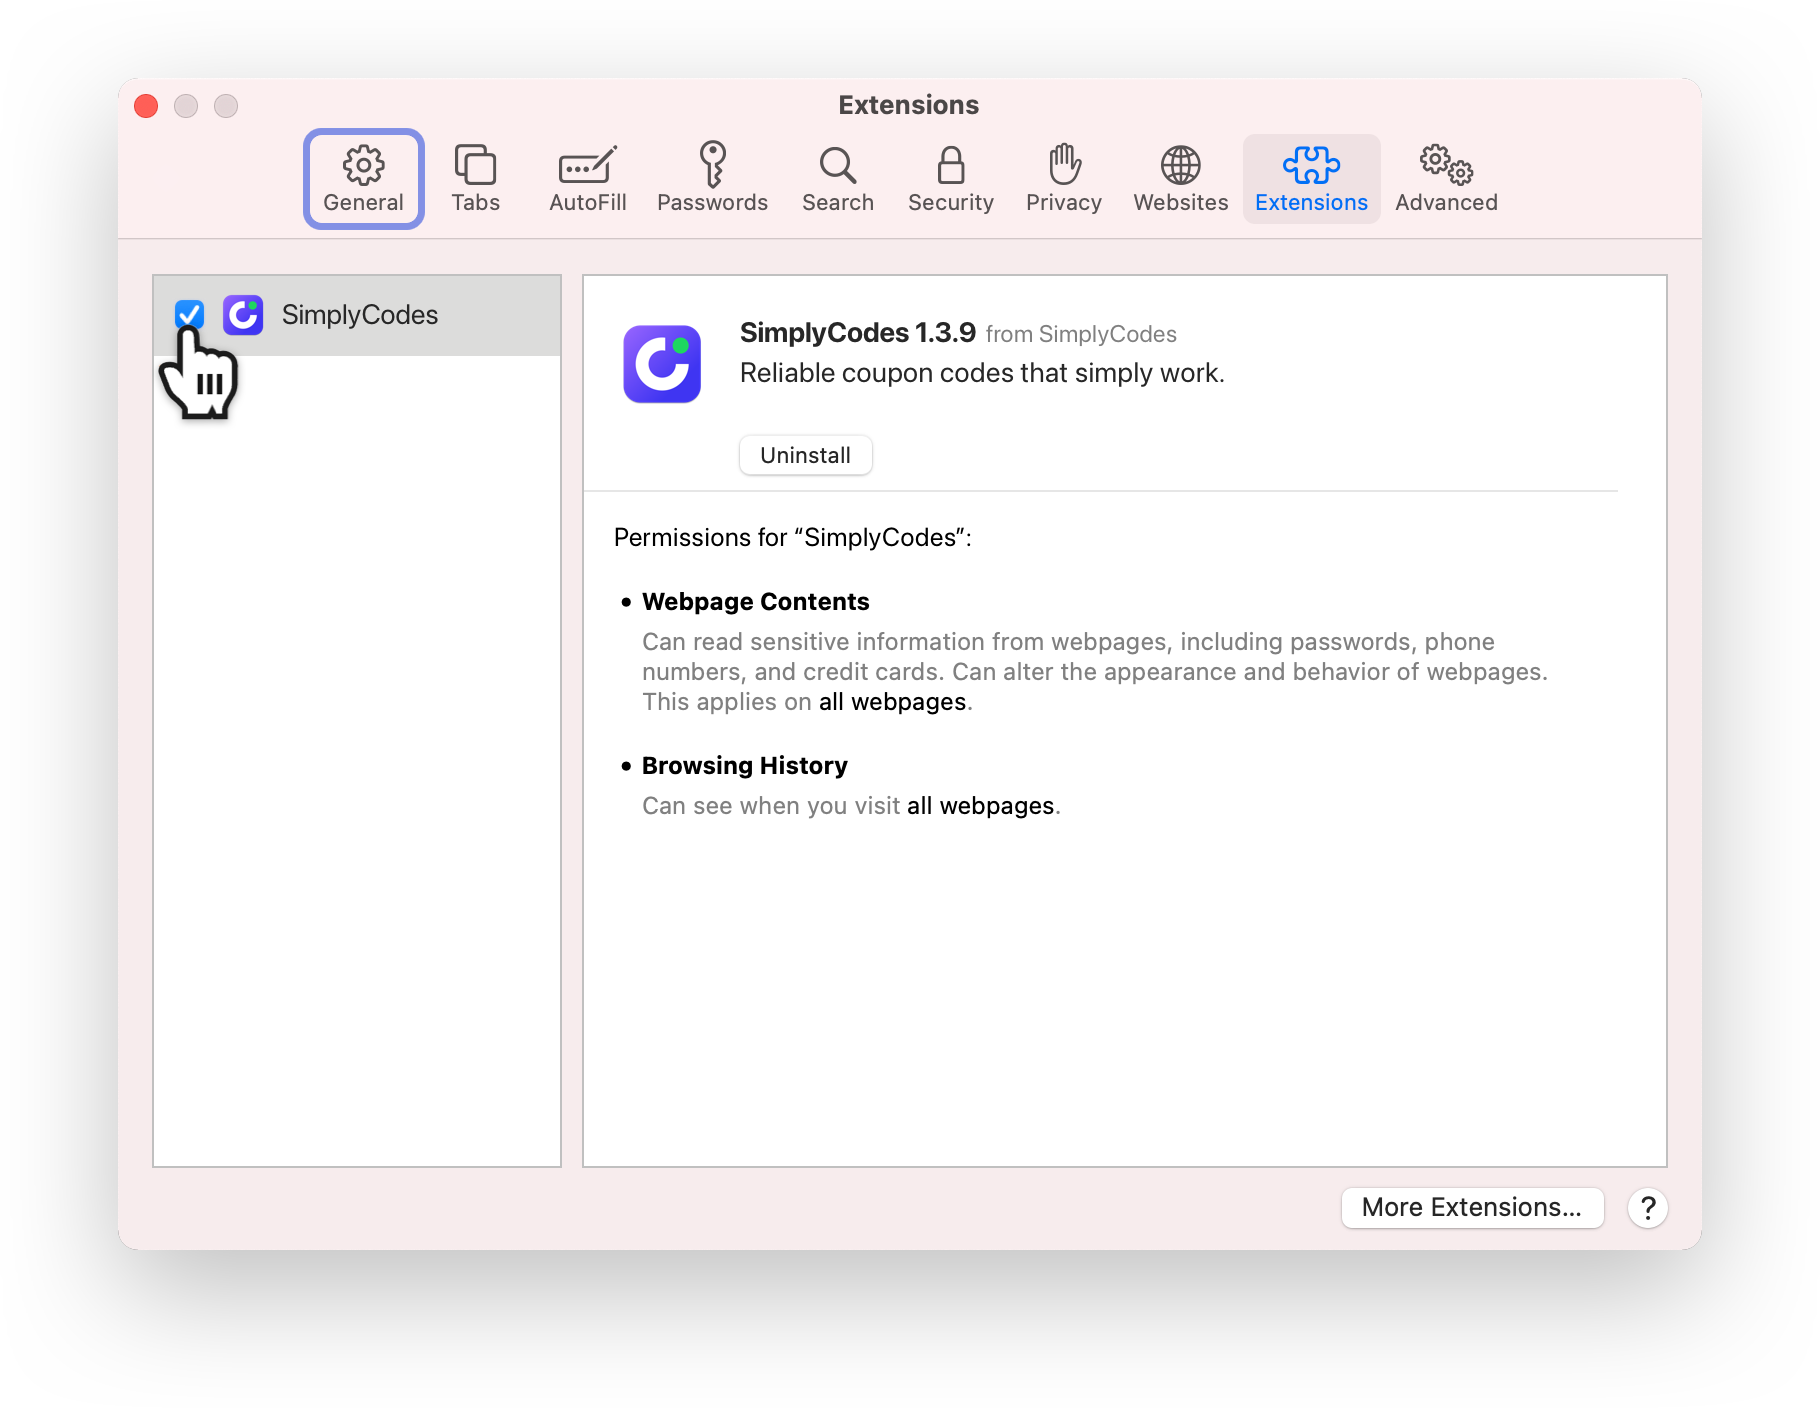 Extensions
General
Tabs
AutoFill
Passwords
Search
Security
Privacy
Websites
Extensions
Advanced
SimplyCodes
SimplyCodes 1.3.9 from SimplyCodes
Reliable coupon codes that simply work.
Uninstall
Permissions for “SimplyCodes”:
• Webpage Contents
Can read sensitive information from webpages, including passwords, phone
numbers, and credit cards. Can alter the appearance and behavior of webpages.
This applies on all webpages.
• Browsing History
Can see when you visit all webpages.
More Extensions...
?